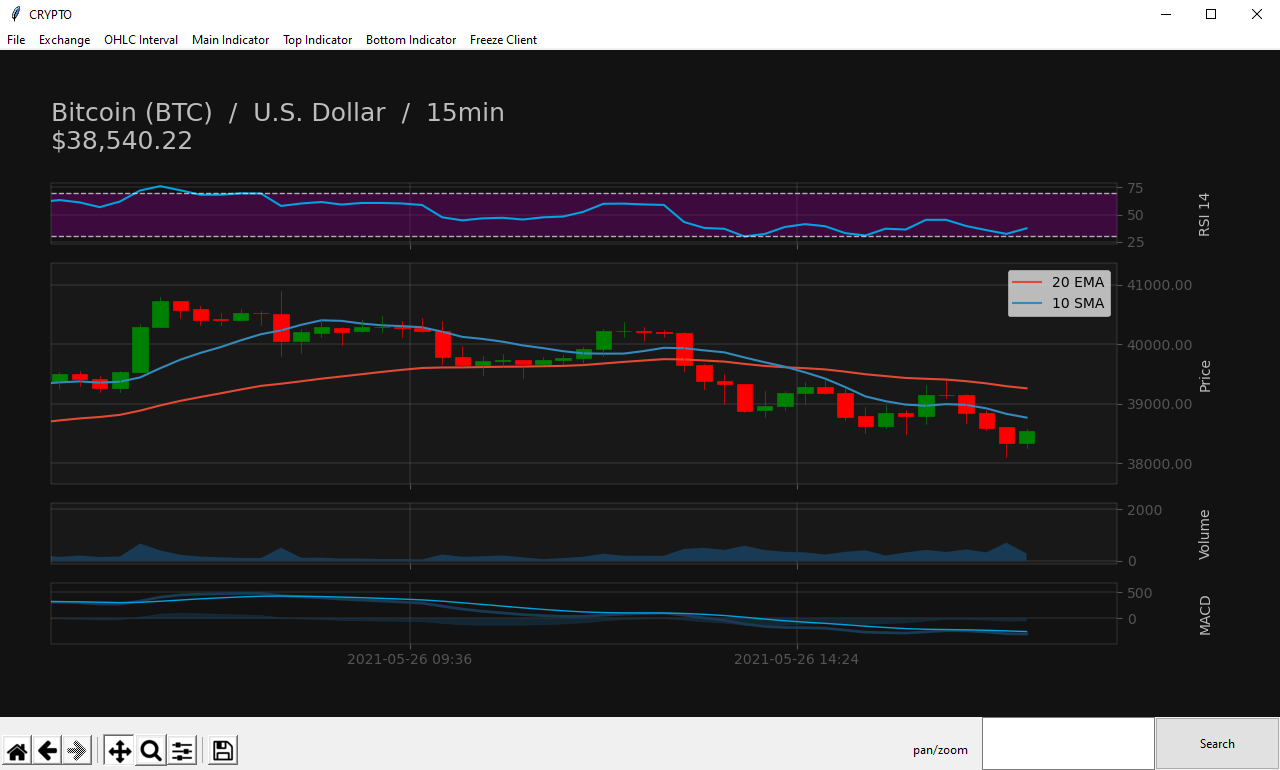 CRYPTO
File Exchange OHLC Interval Main Indicator Top Indicator Bottom Indicator Freeze Client
Bitcoin (BTC) / U.S. Dollar / 15min
$38,540.22
75
50
25
RSI 14
20 EMA
10 SMA
41000.00
40000.00
39000.00
38000.00
Price
2000
0
Volume
500
0
MACD
2021-05-26 09:36
2021-05-26 14:24
pan/zoom
Search